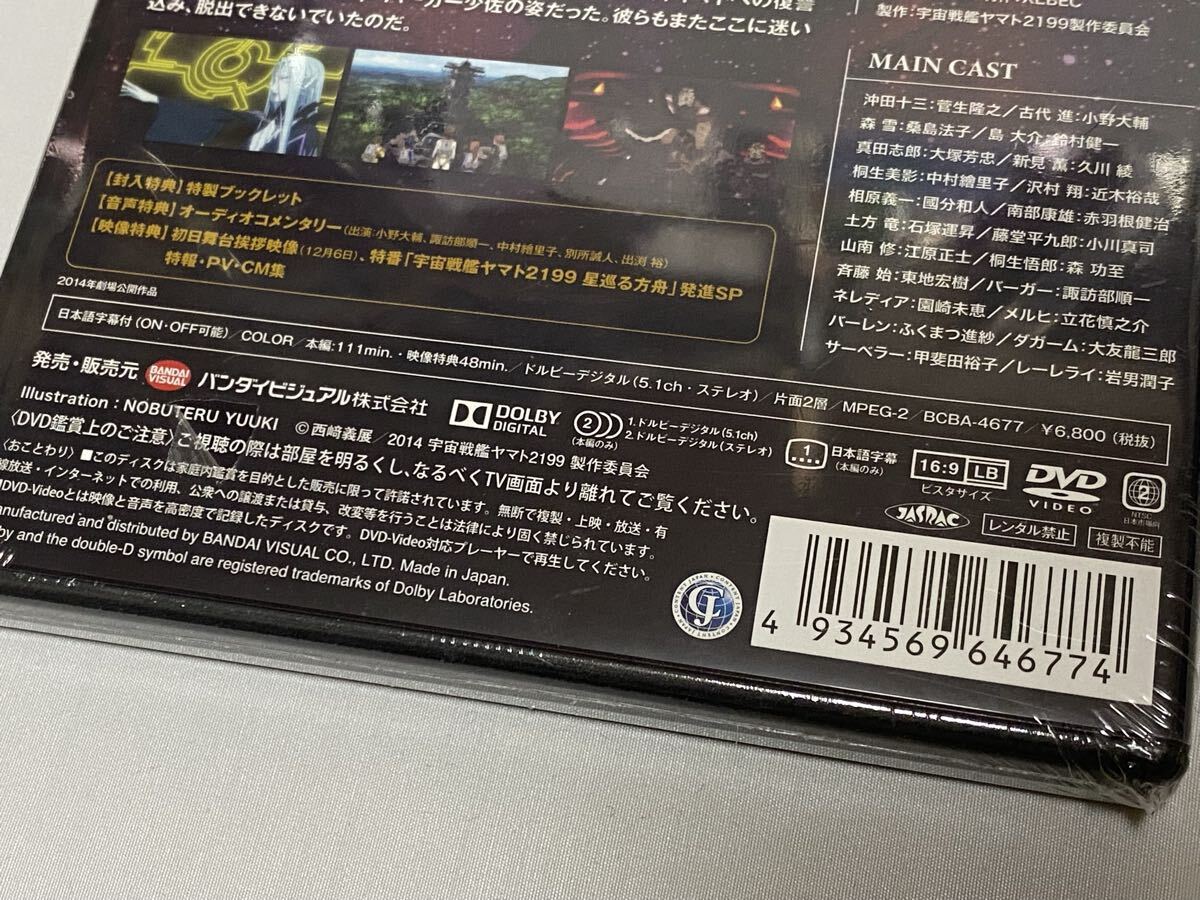 込み、脱出できないでいたのだ。
少佐の姿だった。彼らもまたここに迷い
への復讐
製作:宇宙戦艦ヤマト2199製作委員会
MAIN CAST
沖田十三:菅生隆之/古代 進:小野大輔
森 雪:桑島法子/島 大介:鈴村健一
真田志郎:大塚芳忠/新見 薫:久川 綾
桐生美影:中村繪里子/沢村 翔:近木裕哉
相原義一:國分和人/南部康雄:赤羽根健治
土方 竜:石塚運昇/藤堂平九郎:小川真司
山南 修:江原正士/桐生悟郎:森 功至
斉藤 始:東地宏樹/バーガー:諏訪部順一
ネレディア:園崎未恵/メルヒ:立花慎之介
バーレン:ふくまつ進紗/ダガーム:大友龍三郎
サーベラー:甲斐田裕子/レーレライ:岩男潤子
【封入特典】特製ブックレット
【音声特典】オーディオコメンタリー(出演:小野大輔、諏訪部順一、中村繪里子、別所誠人、出渕 裕)
【映像特典】初日舞台挨拶映像(12月6日)、特番「宇宙戦艦ヤマト2199 星巡る方舟」発進SP
特報・PV・CM集
2014年劇場公開作品
日本語字幕付(ON・OFF可能)/COLOR/本編:111min.・映像特典48min./ドルビーデジタル(5.1ch・ステレオ)/片面2層/MPEG-2/BCBA-4677/¥6,800(税抜)
発売・販売元 BANDAI VISUAL バンダイビジュアル株式会社
Illustration:NOBUTERU YUUKI ©西﨑義展/2014 宇宙戦艦ヤマト2199 製作委員会
DOLBY DIGITAL
2 (本編のみ)
1.ドルビーデジタル(5.1ch)
2.ドルビーデジタル(ステレオ)
1 日本語字幕 (本編のみ)
16:9 LB
ビスタサイズ
DVD VIDEO
2
NTSC
日本市場向
〈DVD鑑賞上のご注意〉ご視聴の際は部屋を明るくし、なるべくTV画面より離れてご覧ください。
〈おことわり〉■このディスクは家庭内鑑賞を目的とした販売に限って許諾されています。無断で複製・上映・放送・有
線放送・インターネットでの利用、公衆への譲渡または貸与、改変等を行うことは法律により固く禁じられています。
DVD-Videoとは映像と音声を高密度で記録したディスクです。DVD-Video対応プレーヤーで再生してください。
anufactured and distributed by BANDAI VISUAL CO., LTD. Made in Japan.
by and the double-D symbol are registered trademarks of Dolby Laboratories.
JASRAC
レンタル禁止
複製不能
CONTENT JAPAN
4 934569 646774